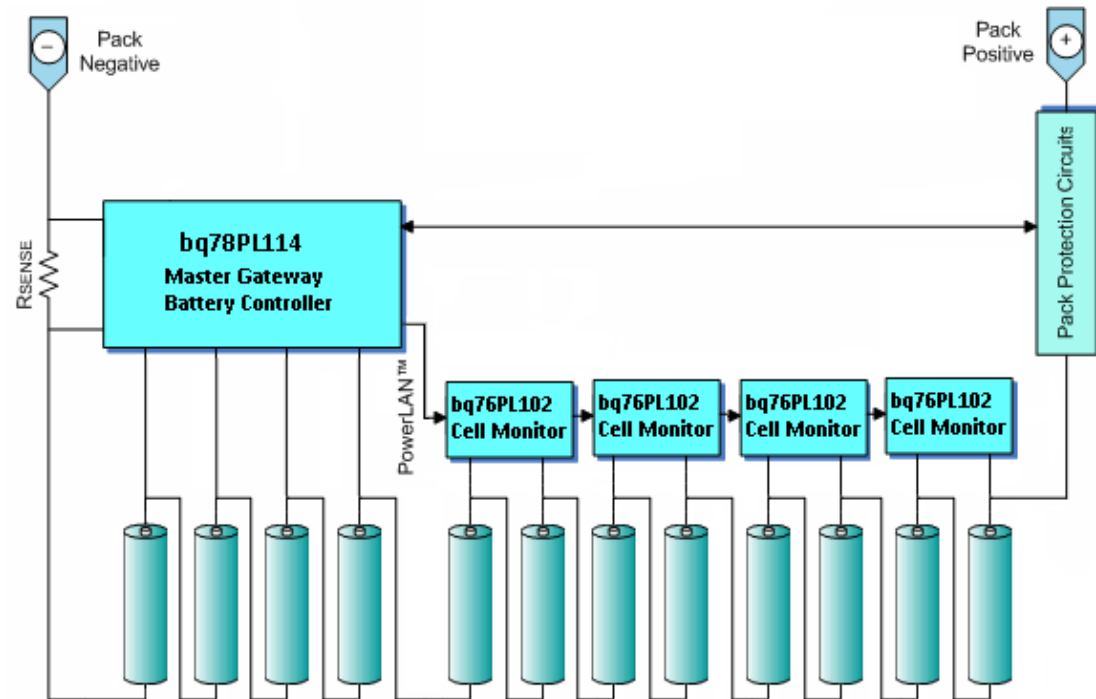 −
Pack
Negative
Pack
Positive
+
RSENSE
bq78PL114
Master Gateway
Battery Controller
Pack Protection Circuits
PowerLAN™
bq76PL102
Cell Monitor
bq76PL102
Cell Monitor
bq76PL102
Cell Monitor
bq76PL102
Cell Monitor